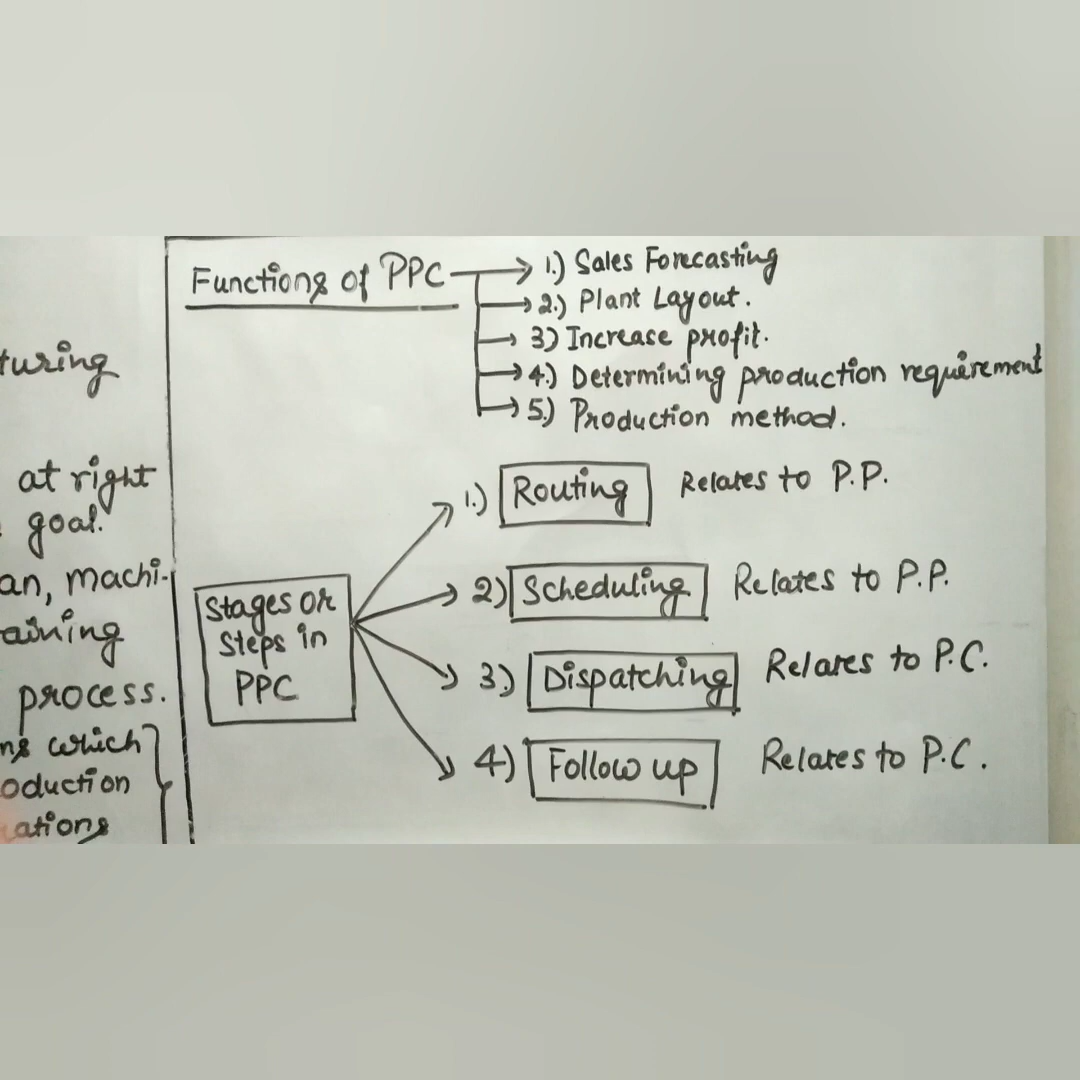 turing
at right
goal.
an, machi-
aining
process.
ns which
oduction
ations
Functions of PPC
1.) Sales Forecasting
2.) Plant Layout.
3) Increase profit.
4.) Determining production requirement
5.) Production method.
Stages or
Steps in
PPC
1.) Routing Relates to P.P.
2) Scheduling Relates to P.P.
3) Dispatching Relates to P.C.
4) Follow up Relates to P.C.